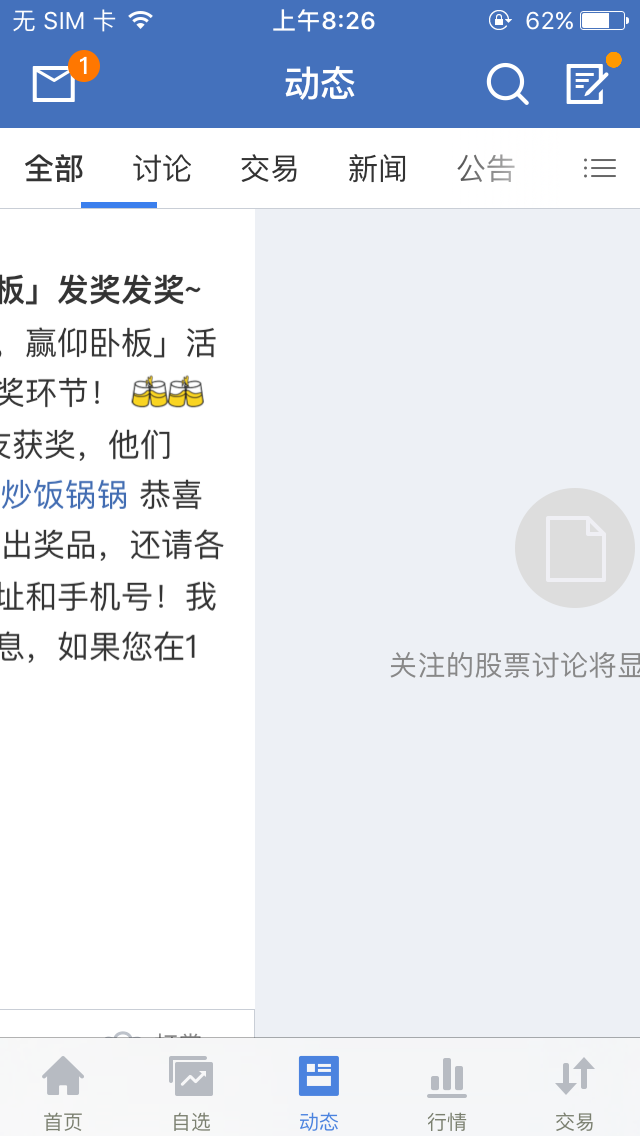 无 SIM 卡
上午8:26
62%
1
动态
全部 讨论 交易 新闻 公告
板」发奖发奖~
，赢仰卧板」活
奖环节！
友获奖，他们
炒饭锅锅 恭喜
出奖品，还请各
址和手机号！我
息，如果您在1
关注的股票讨论将显
首页 自选 动态 行情 交易